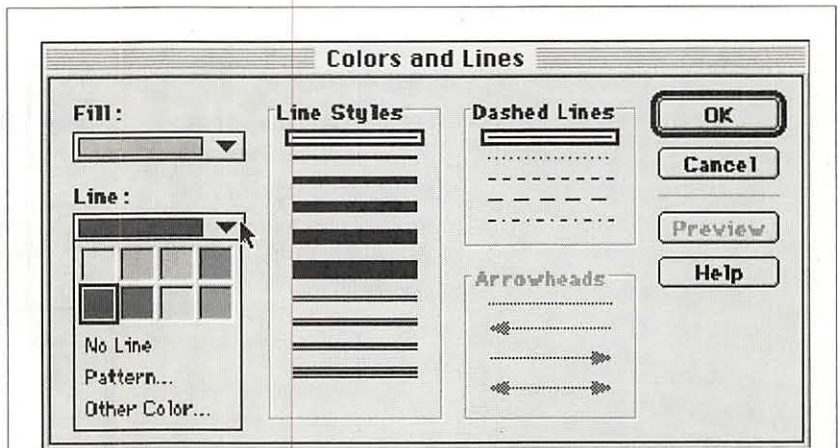 Colors and Lines
Fill:
Line:
No Line
Pattern...
Other Color...
Line Styles
Dashed Lines
Arrowheads
OK
Cancel
Preview
Help